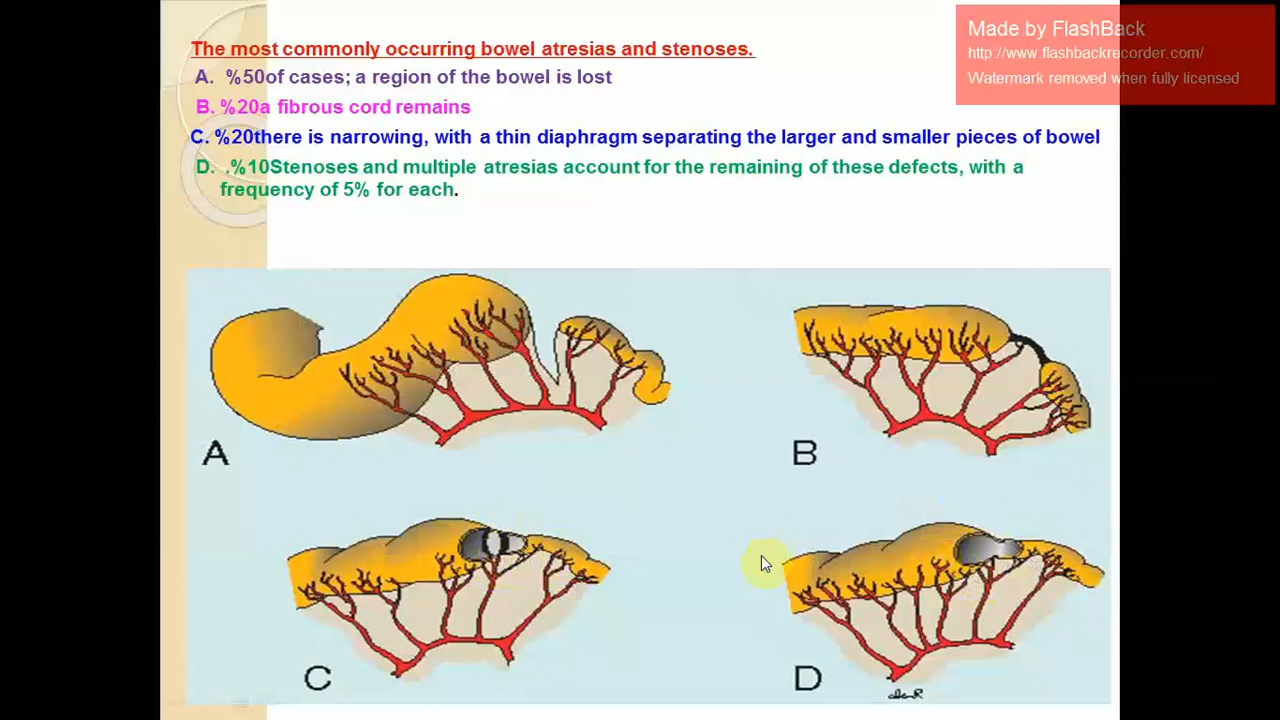 The most commonly occurring bowel atresias and stenoses.
A. %50of cases; a region of the bowel is lost
B. %20a fibrous cord remains
C. %20there is narrowing, with a thin diaphragm separating the larger and smaller pieces of bowel
D. .%10Stenoses and multiple atresias account for the remaining of these defects, with a
frequency of 5% for each.
Made by FlashBack
http://www.flashbackrecorder.com/
Watermark removed when fully licensed
A
B
C
D